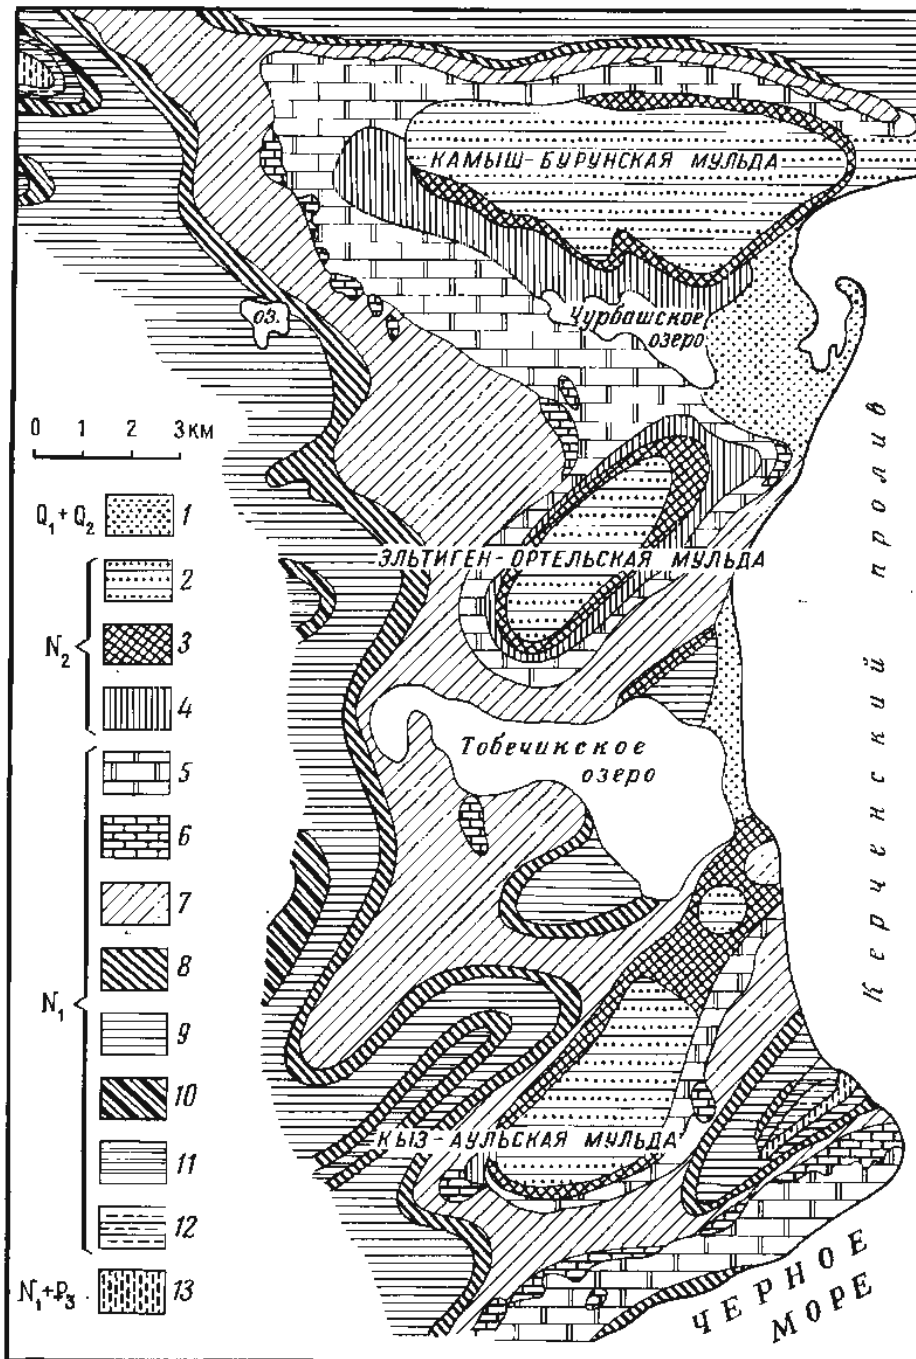 КАМЫШ-БУРУНСКАЯ МУЛЬДА
оз.
Чурбашское
озеро
0 1 2 3 км
Керченский пролив
Q₁ + Q₂ 1
ЭЛЬТИГЕН-ОРТЕЛЬСКАЯ МУЛЬДА
2
N₂ 3
4
Тобечикское
озеро
5
6
7
8
N₁ 9
10
КЫЗ-АУЛЬСКАЯ МУЛЬДА
11
12
N₁+P₃ 13
ЧЕРНОЕ
МОРЕ